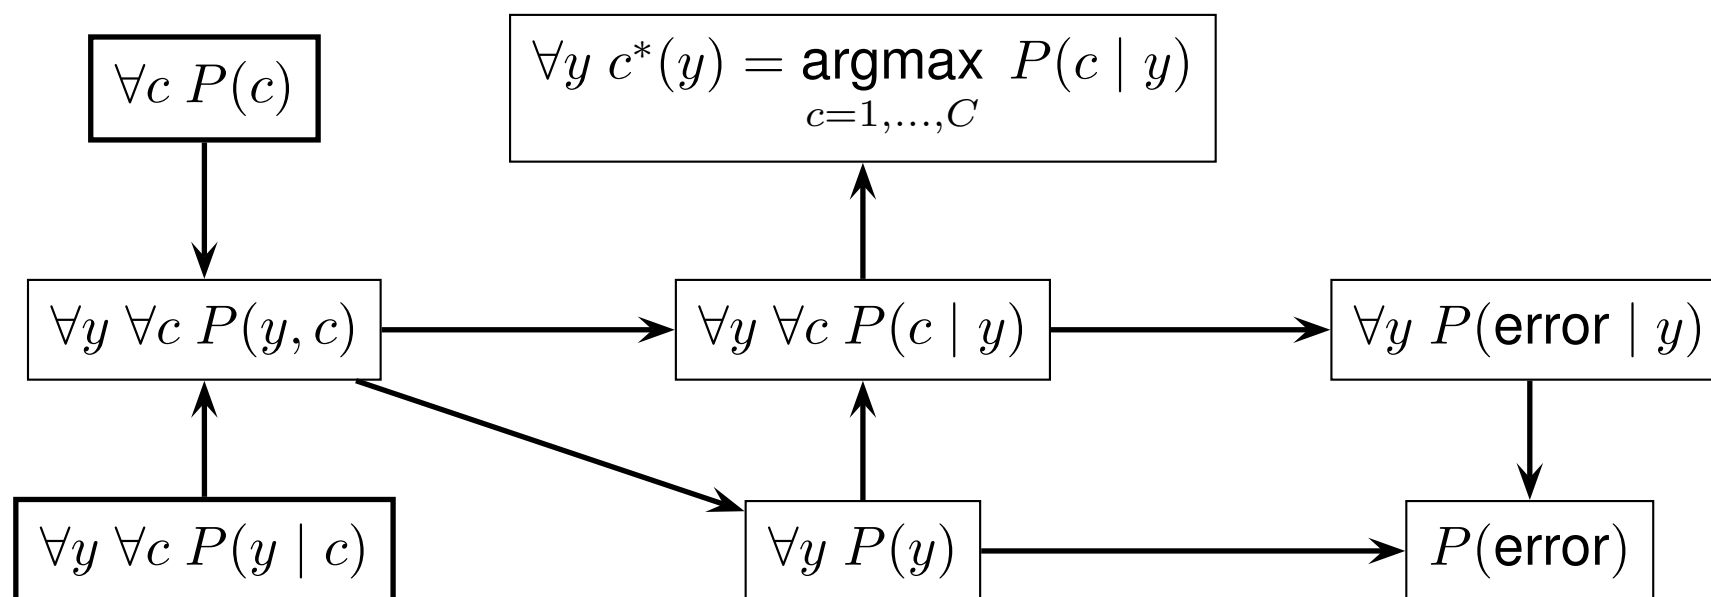 ∀c P(c)
∀y c*(y) = argmax P(c | y)
c=1,...,C
∀y ∀c P(y, c)
∀y ∀c P(c | y)
∀y P(error | y)
∀y ∀c P(y | c)
∀y P(y)
P(error)